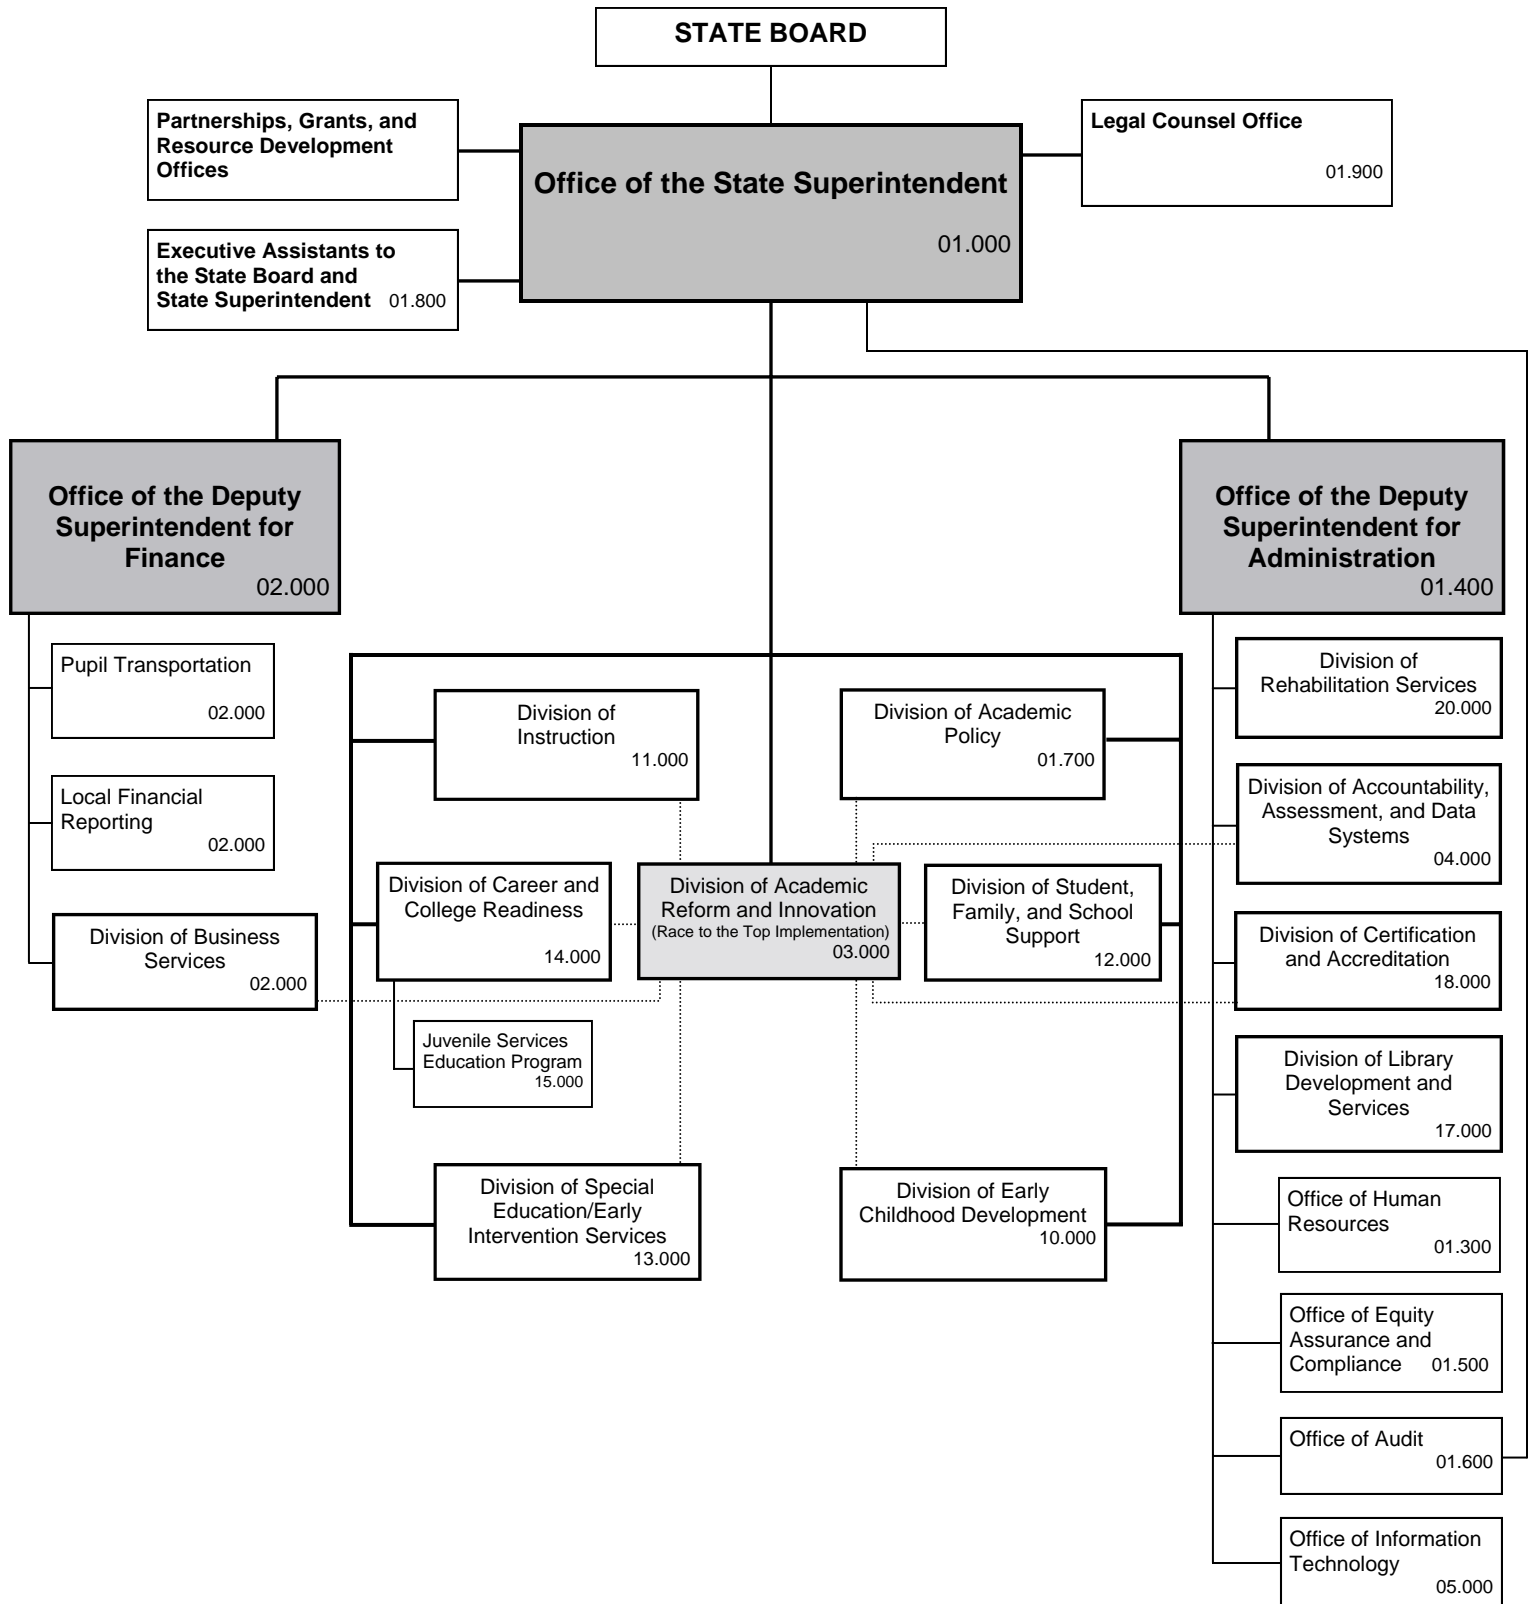 STATE BOARD
Partnerships, Grants, and
Resource Development
Offices
Office of the State Superintendent
01.000
Legal Counsel Office
01.900
Executive Assistants to
the State Board and
State Superintendent 01.800
Office of the Deputy
Superintendent for
Finance
02.000
Office of the Deputy
Superintendent for
Administration
01.400
Pupil Transportation
02.000
Local Financial
Reporting
02.000
Division of Business
Services
02.000
Division of
Instruction
11.000
Division of Academic
Policy
01.700
Division of Career and
College Readiness
14.000
Division of Academic
Reform and Innovation
(Race to the Top Implementation)
03.000
Division of Student,
Family, and School
Support
12.000
Juvenile Services
Education Program
15.000
Division of Special
Education/Early
Intervention Services
13.000
Division of Early
Childhood Development
10.000
Division of
Rehabilitation Services
20.000
Division of Accountability,
Assessment, and Data
Systems
04.000
Division of Certification
and Accreditation
18.000
Division of Library
Development and
Services
17.000
Office of Human
Resources
01.300
Office of Equity
Assurance and
Compliance 01.500
Office of Audit
01.600
Office of Information
Technology
05.000